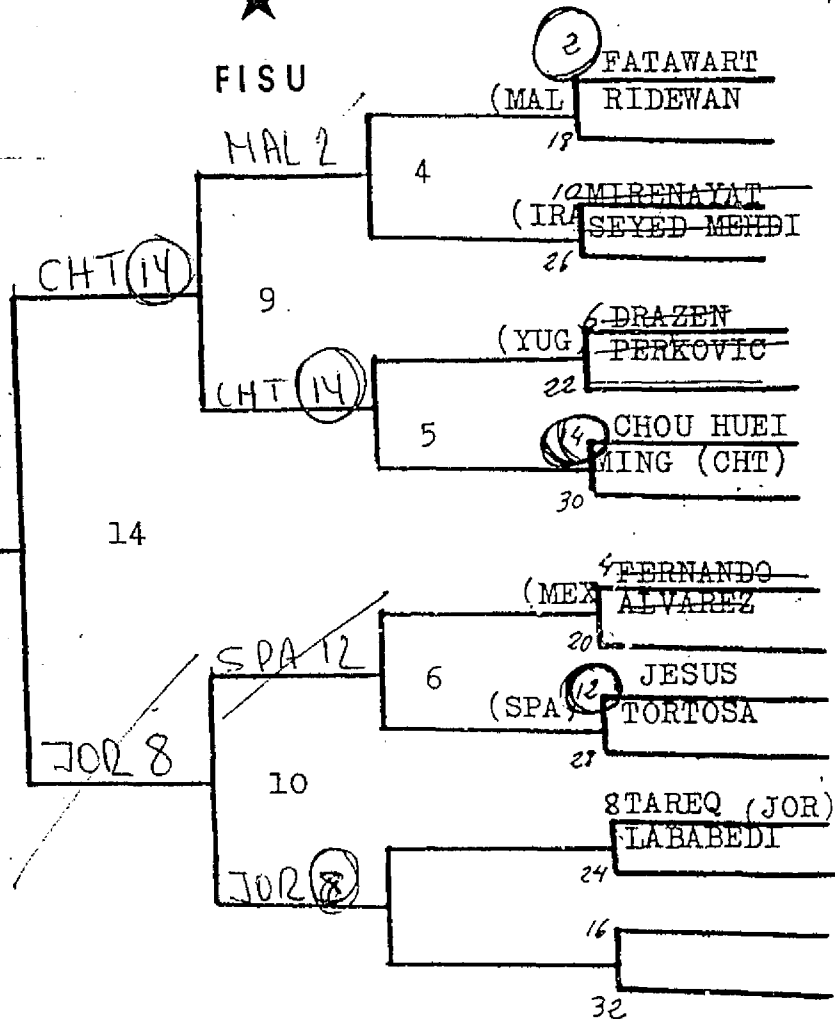 FISU
2 FATAWART
(MAL RIDEWAN
18
MAL 2
4
10 MIRENAYAT
(IRA SEYED MEHDI
26
CHT 14
9
6 DRAZEN
(YUG) PERKOVIC
22
CHT 14
5
14 CHOU HUEI
MING (CHT)
30
14
4 FERNANDO
(MEX ALVAREZ
20
SPA 12
6
12 JESUS
(SPA) TORTOSA
28
JOR 8
10
8 TAREQ (JOR)
LABABEDI
24
JOR 8
16
32